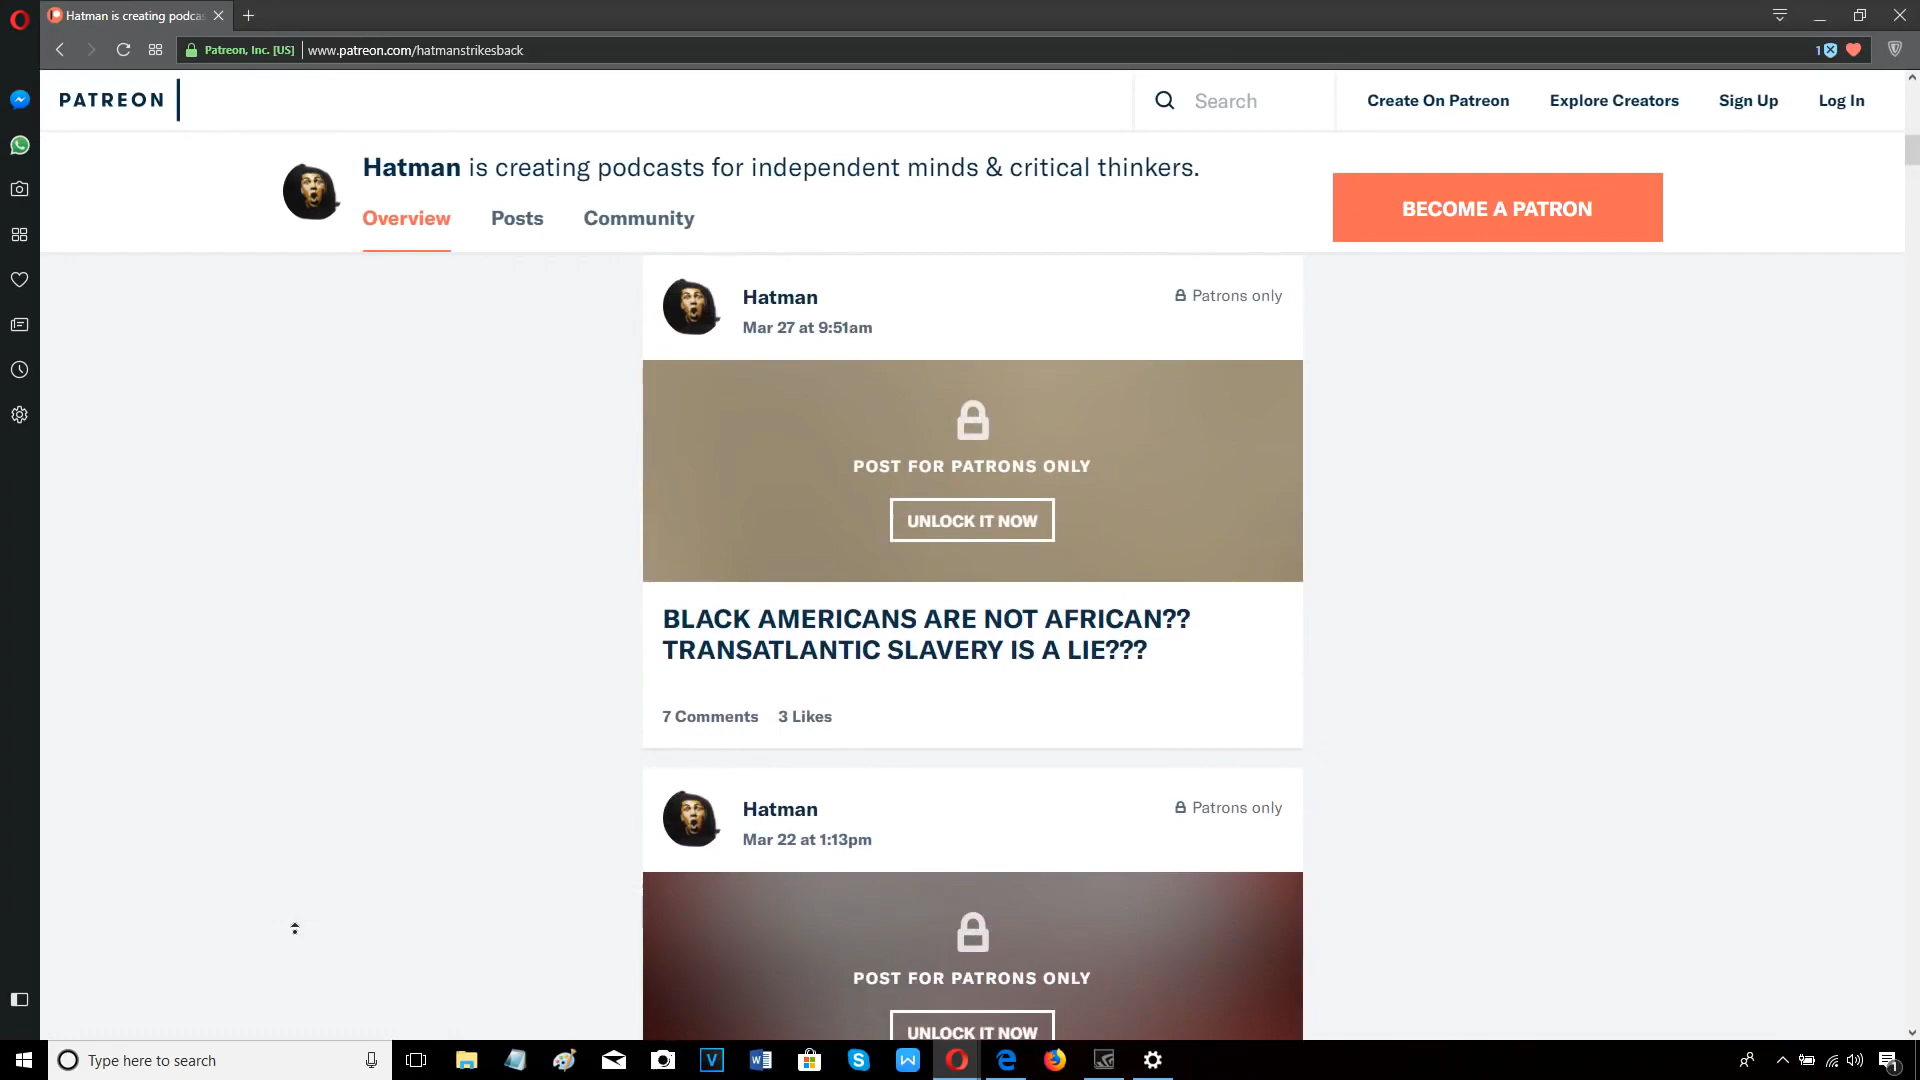 Hatman is creating podca
Patreon, Inc. [US]
www.patreon.com/hatmanstrikesback
1
PATREON
Search
Create On Patreon
Explore Creators
Sign Up
Log In
Hatman is creating podcasts for independent minds & critical thinkers.
Overview
Posts
Community
BECOME A PATRON
Hatman
Patrons only
Mar 27 at 9:51am
POST FOR PATRONS ONLY
UNLOCK IT NOW
BLACK AMERICANS ARE NOT AFRICAN??
TRANSATLANTIC SLAVERY IS A LIE???
7 Comments
3 Likes
Hatman
Patrons only
Mar 22 at 1:13pm
POST FOR PATRONS ONLY
UNLOCK IT NOW
Type here to search
V
W
W
1